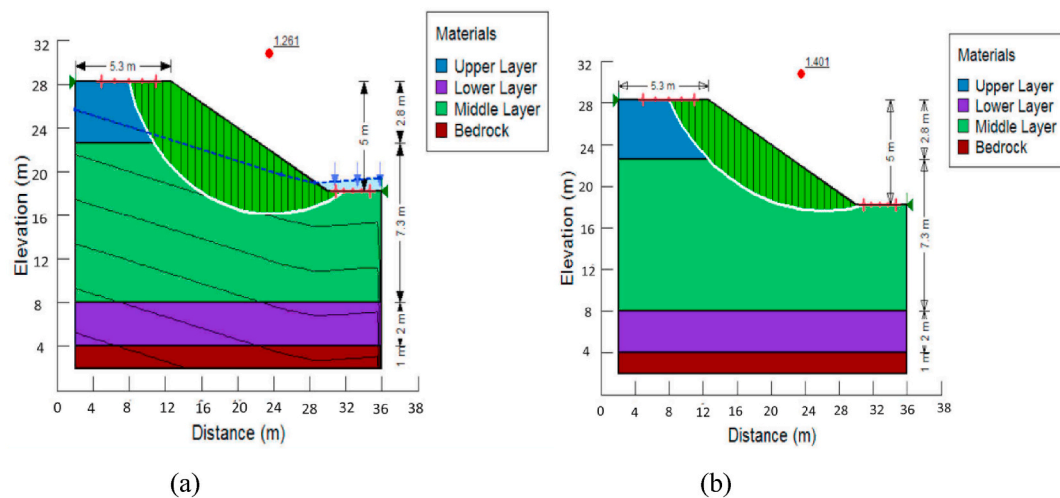 1.261
Materials
Upper Layer
Lower Layer
Middle Layer
Bedrock
5.3 m
5 m
2.8 m
7.3 m
2 m
1 m
32
28
24
20
16
12
8
4
Elevation (m)
0 4 8 12 16 20 24 28 32 36 38
Distance (m)
(a)
1.401
Materials
Upper Layer
Lower Layer
Middle Layer
Bedrock
5.3 m
5 m
2.8 m
7.3 m
2 m
1 m
32
28
24
20
16
12
8
4
Elevation (m)
0 4 8 12 16 20 24 28 32 36 38
Distance (m)
(b)